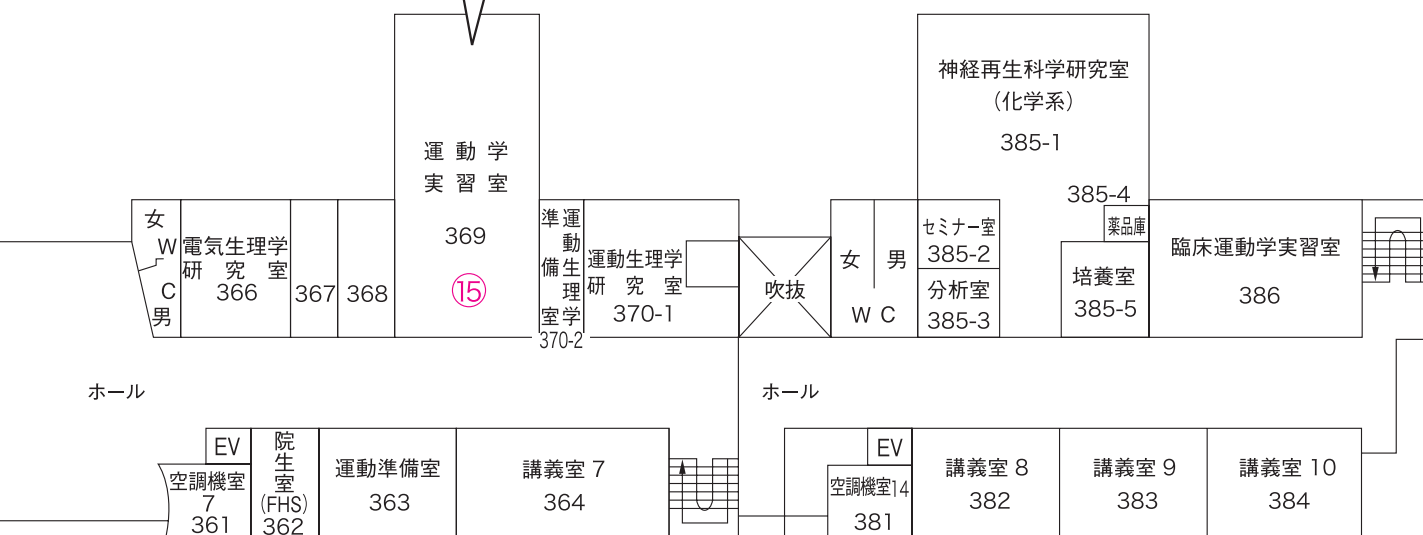 神経再生科学研究室
（化学系）
385-1
運動学
実習室
369
⑮
385-4
薬品庫
女
WC
男
電気生理学
研究室
366
367
368
運動生理学
準備室
370-2
運動生理学
研究室
370-1
吹抜
女
男
WC
セミナー室
385-2
分析室
385-3
培養室
385-5
臨床運動学実習室
386
ホール
ホール
EV
空調機室
7
361
院生室
(FHS)
362
運動準備室
363
講義室 7
364
EV
空調機室14
381
講義室 8
382
講義室 9
383
講義室 10
384